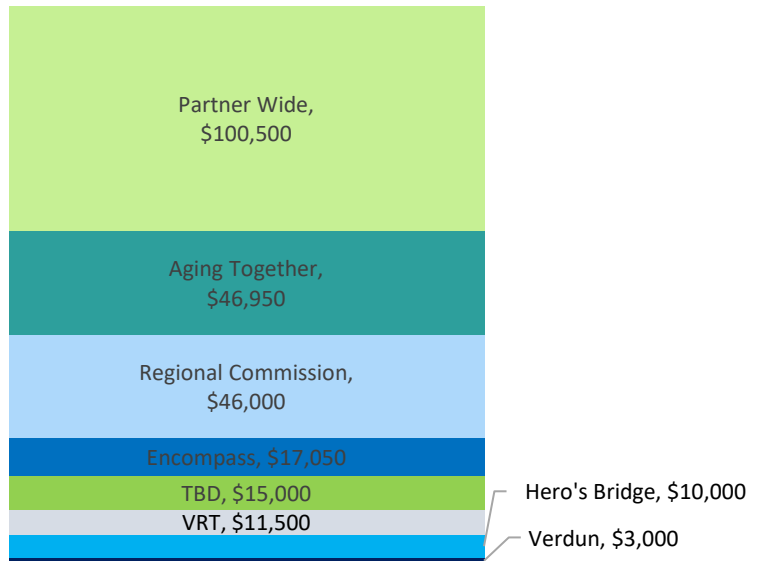 Partner Wide,
$100,500
Aging Together,
$46,950
Regional Commission,
$46,000
Encompass, $17,050
TBD, $15,000
VRT, $11,500
Hero's Bridge, $10,000
Verdun, $3,000